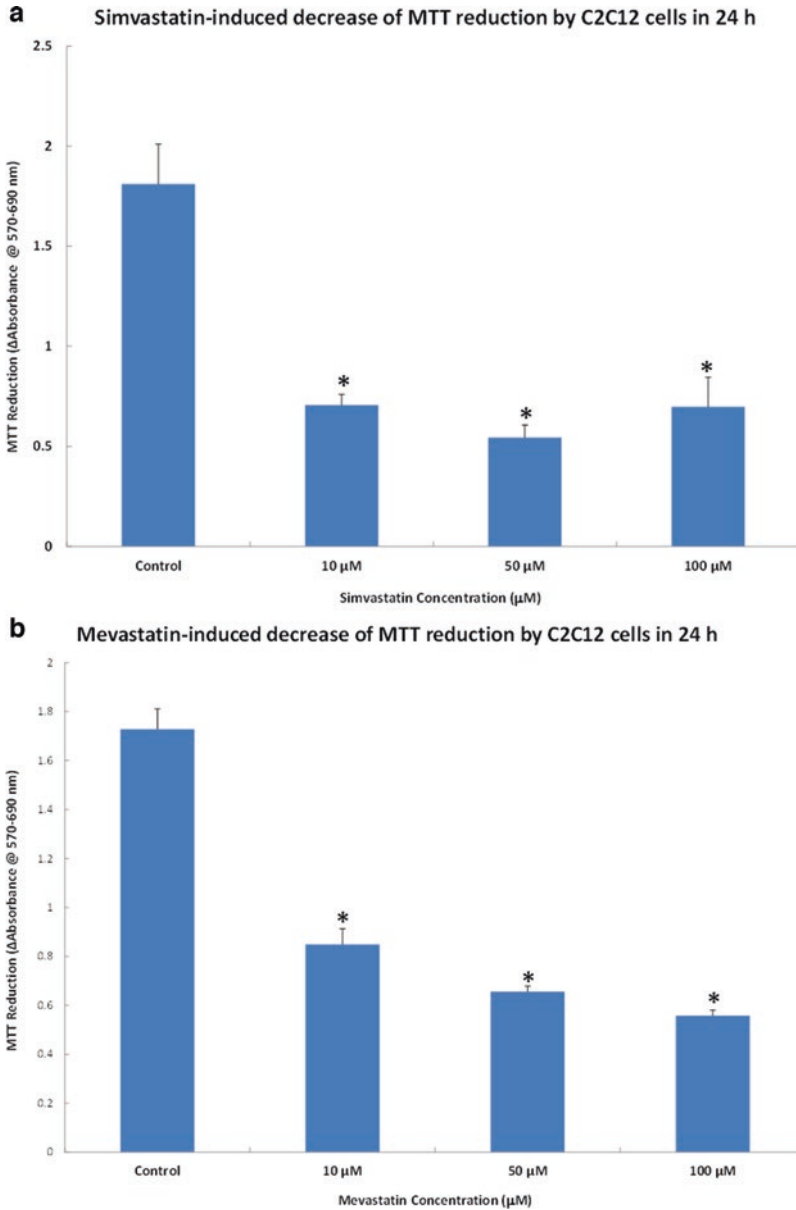 a
Simvastatin-induced decrease of MTT reduction by C2C12 cells in 24 h
MTT Reduction (ΔAbsorbance @ 570-690 nm)
2.5
2
1.5
1
0.5
0
*
*
*
Control
10 µM
50 µM
100 µM
Simvastatin Concentration (µM)
b
Mevastatin-induced decrease of MTT reduction by C2C12 cells in 24 h
MTT Reduction (ΔAbsorbance @ 570-690 nm)
2
1.8
1.6
1.4
1.2
1
0.8
0.6
0.4
0.2
0
*
*
*
Control
10 µM
50 µM
100 µM
Mevastatin Concentration (µM)